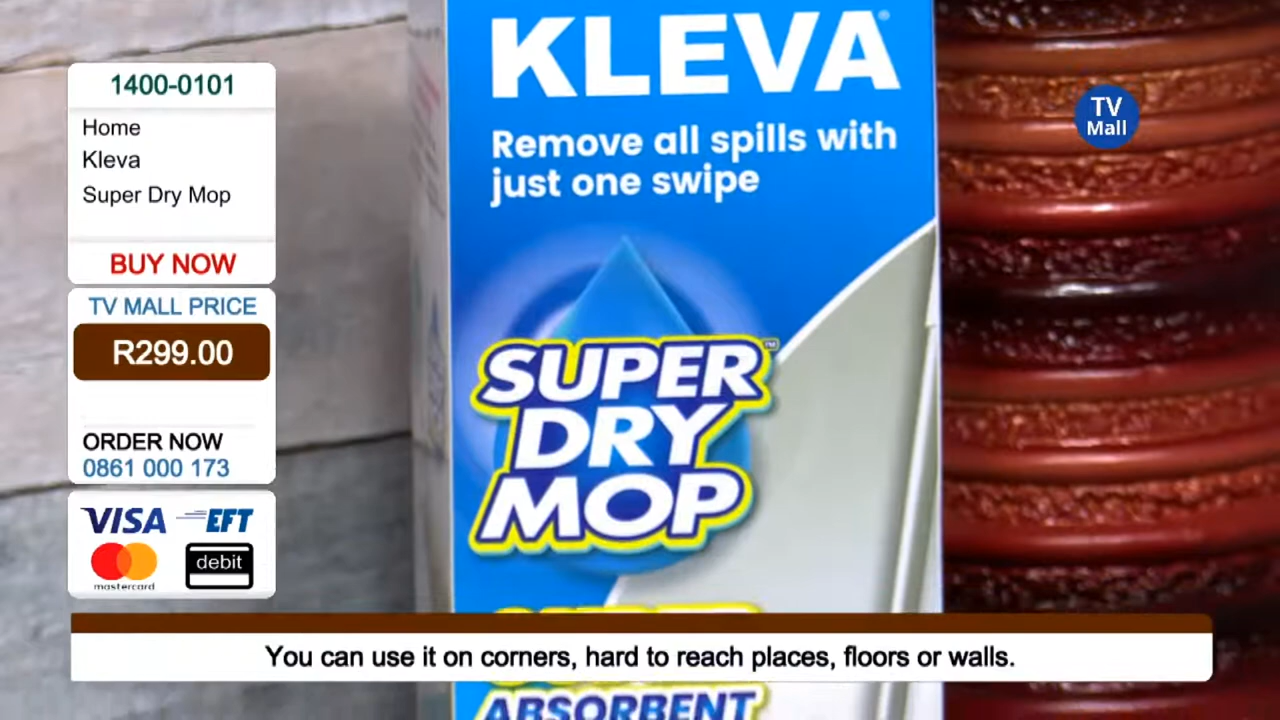 1400-0101
Home
Kleva
Super Dry Mop
BUY NOW
TV MALL PRICE
R299.00
ORDER NOW
0861 000 173
VISA EFT
mastercard debit
KLEVA®
Remove all spills with
just one swipe
SUPER™
DRY
MOP
ABSORBENT
TV
Mall
You can use it on corners, hard to reach places, floors or walls.